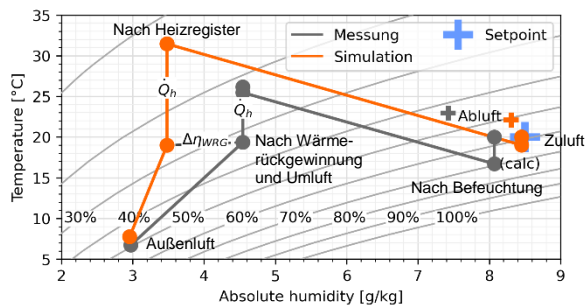 35
30
25
20
15
10
5
Temperature [°C]
2
3
4
5
6
7
8
9
Absolute humidity [g/kg]
Messung
Simulation
Setpoint
Nach Heizregister
Q̇h
Q̇h
ΔηWRG
Nach Wärme-
rückgewinnung
und Umluft
Abluft
Zuluft
(calc)
Nach Befeuchtung
30%
40%
50%
60%
70%
80%
90%
100%
Außenluft